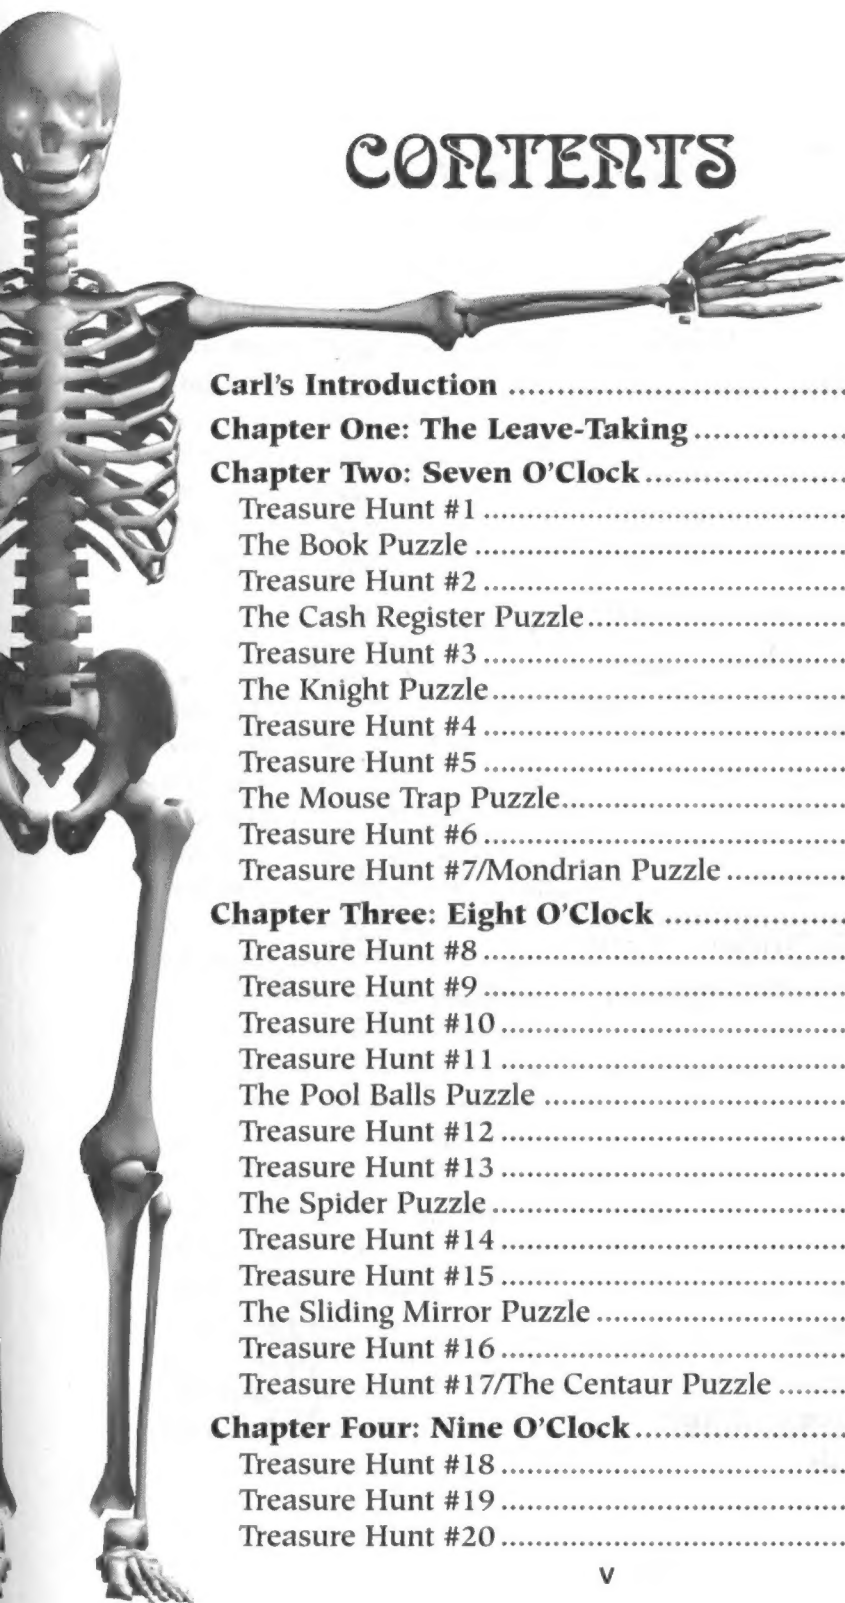 CONTENTS
Carl's Introduction ....................................
Chapter One: The Leave-Taking ................
Chapter Two: Seven O'Clock .....................
Treasure Hunt #1 ......................................
The Book Puzzle .......................................
Treasure Hunt #2 ......................................
The Cash Register Puzzle ...........................
Treasure Hunt #3 ......................................
The Knight Puzzle .....................................
Treasure Hunt #4 ......................................
Treasure Hunt #5 ......................................
The Mouse Trap Puzzle ..............................
Treasure Hunt #6 ......................................
Treasure Hunt #7/Mondrian Puzzle .............
Chapter Three: Eight O'Clock ...................
Treasure Hunt #8 ......................................
Treasure Hunt #9 ......................................
Treasure Hunt #10 ....................................
Treasure Hunt #11 ....................................
The Pool Balls Puzzle ................................
Treasure Hunt #12 ....................................
Treasure Hunt #13 ....................................
The Spider Puzzle .....................................
Treasure Hunt #14 ....................................
Treasure Hunt #15 ....................................
The Sliding Mirror Puzzle ..........................
Treasure Hunt #16 ....................................
Treasure Hunt #17/The Centaur Puzzle ........
Chapter Four: Nine O'Clock ......................
Treasure Hunt #18 ....................................
Treasure Hunt #19 ....................................
Treasure Hunt #20 ....................................
v